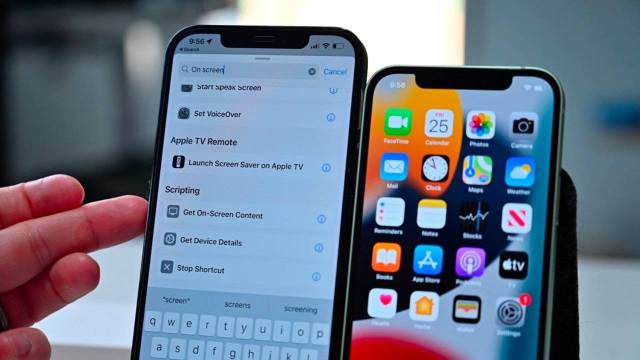 9:56
Search
On screen
Cancel
Start Speak Screen
Set VoiceOver
Apple TV Remote
Launch Screen Saver on Apple TV
Scripting
Get On-Screen Content
Get Device Details
Stop Shortcut
"screen"
screens
screening
q w e r t y u i o p
a s d f g h j k l
9:56
FRI
25
FaceTime
Calendar
Photos
Camera
Mail
Clock
Maps
Weather
Reminders
Notes
Stocks
News
Books
App Store
Podcasts
tv
TV
Health
Home
Wallet
1
Settings